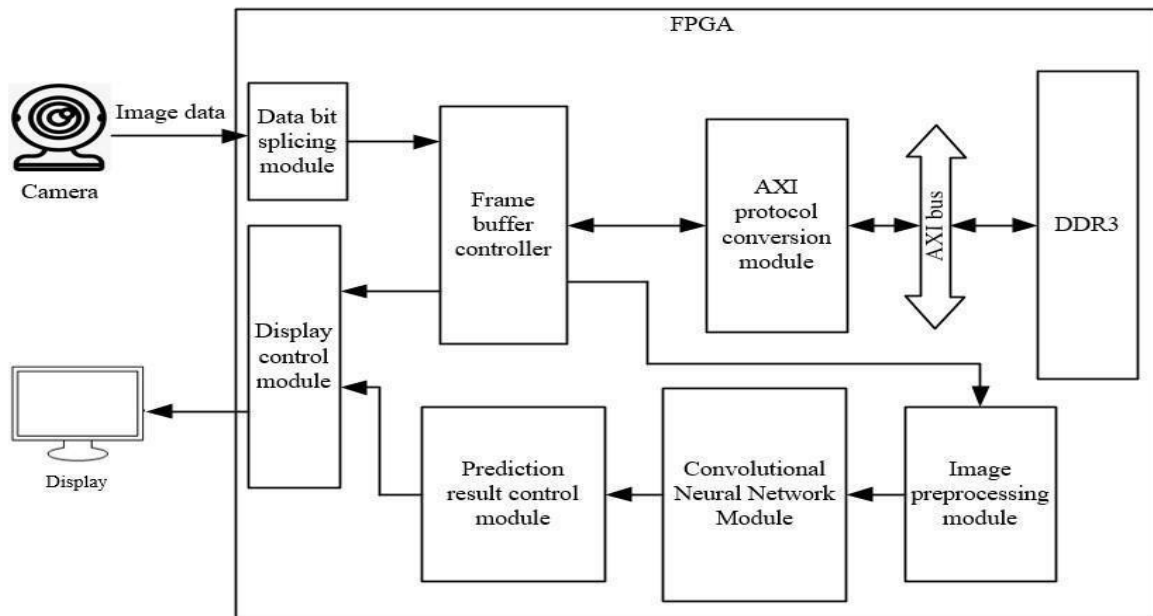 FPGA
Image data
Camera
Data bit
splicing
module
Frame
buffer
controller
AXI
protocol
conversion
module
AXI bus
DDR3
Display
control
module
Display
Prediction
result control
module
Convolutional
Neural Network
Module
Image
preprocessing
module